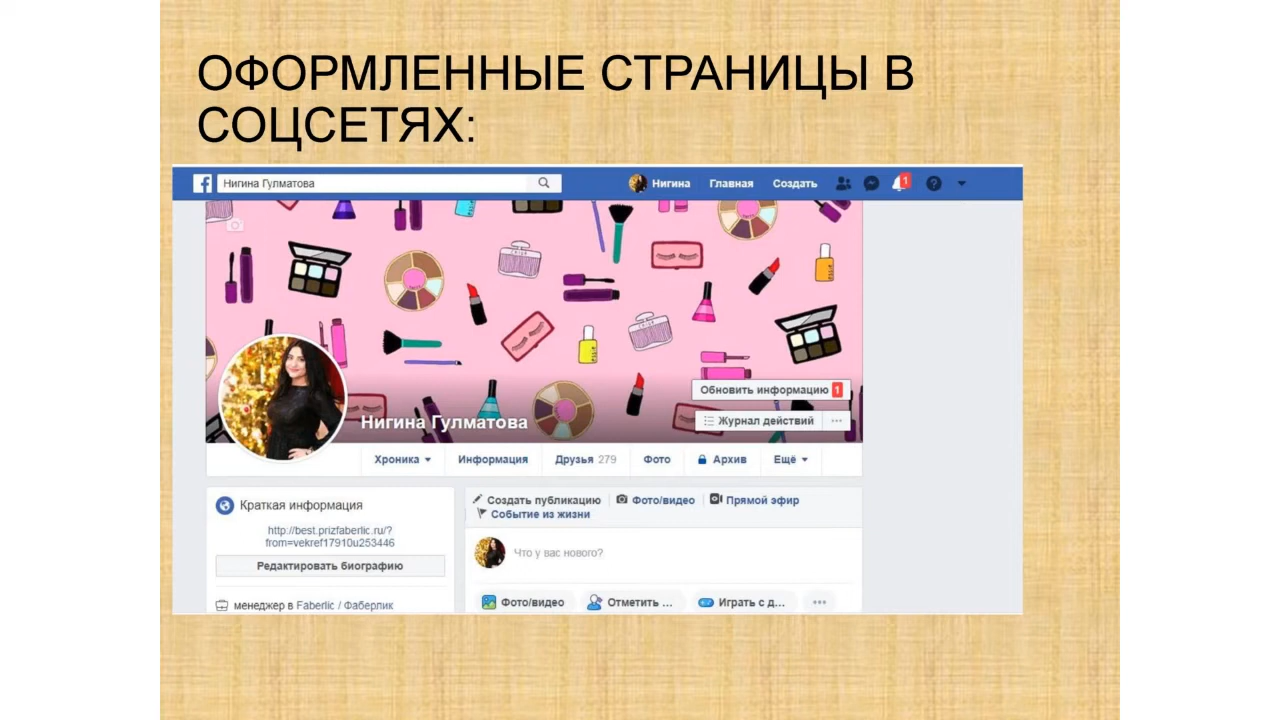 ОФОРМЛЕННЫЕ СТРАНИЦЫ В
СОЦСЕТЯХ:
Нигина Гулматова
Нигина
Главная
Создать
1
Обновить информацию 1
Нигина Гулматова
Журнал действий
Хроника
Информация
Друзья 279
Фото
Архив
Ещё
Краткая информация
http://best.prizfaberlic.ru/?
from=vekref17910u253446
Редактировать биографию
менеджер в Faberlic / Фаберлик
Создать публикацию
Фото/видео
Прямой эфир
Событие из жизни
Что у вас нового?
Фото/видео
Отметить ...
Играть с д...